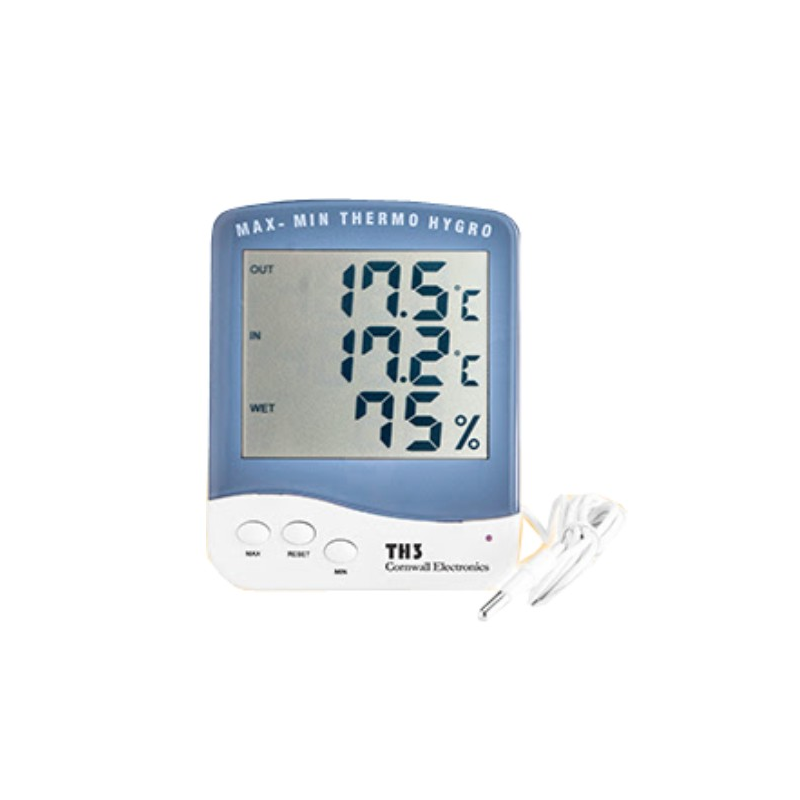 MAX- MIN THERMO HYGRO
OUT 17.5 °C
IN 17.2 °C
WET 75 %
MAX RESET MIN
TH3
Cornwall Electronics